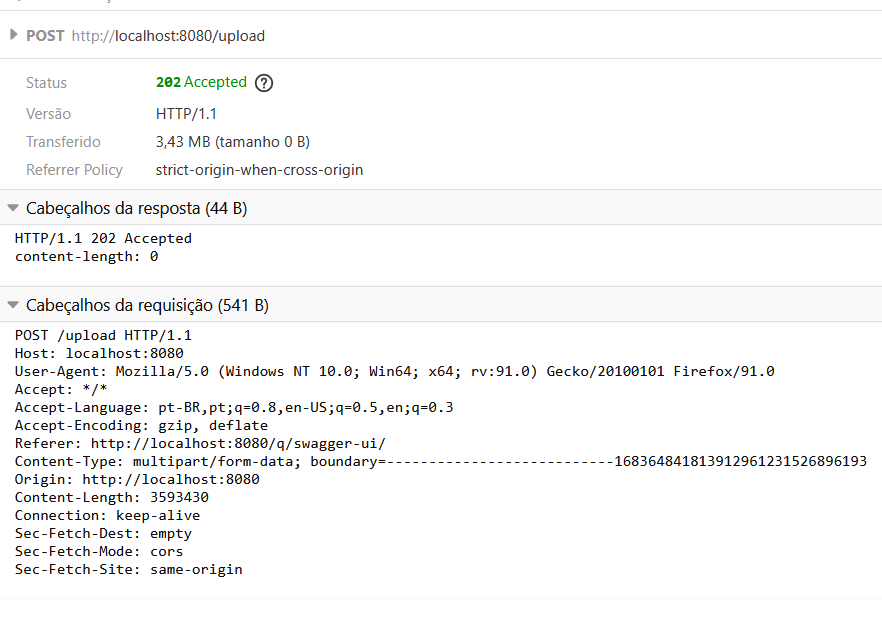 POST http://localhost:8080/upload
Status 202 Accepted ?
Versão HTTP/1.1
Transferido 3,43 MB (tamanho 0 B)
Referrer Policy strict-origin-when-cross-origin
Cabeçalhos da resposta (44 B)
HTTP/1.1 202 Accepted
content-length: 0
Cabeçalhos da requisição (541 B)
POST /upload HTTP/1.1
Host: localhost:8080
User-Agent: Mozilla/5.0 (Windows NT 10.0; Win64; x64; rv:91.0) Gecko/20100101 Firefox/91.0
Accept: */*
Accept-Language: pt-BR,pt;q=0.8,en-US;q=0.5,en;q=0.3
Accept-Encoding: gzip, deflate
Referer: http://localhost:8080/q/swagger-ui/
Content-Type: multipart/form-data; boundary=---------------------------168364841813912961231526896193
Origin: http://localhost:8080
Content-Length: 3593430
Connection: keep-alive
Sec-Fetch-Dest: empty
Sec-Fetch-Mode: cors
Sec-Fetch-Site: same-origin